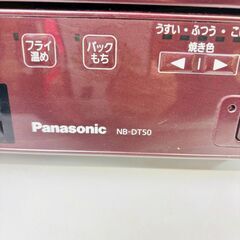 うすい・ふつう・こ
フライ
温め
パック
もち
焼き色
Panasonic NB-DT50